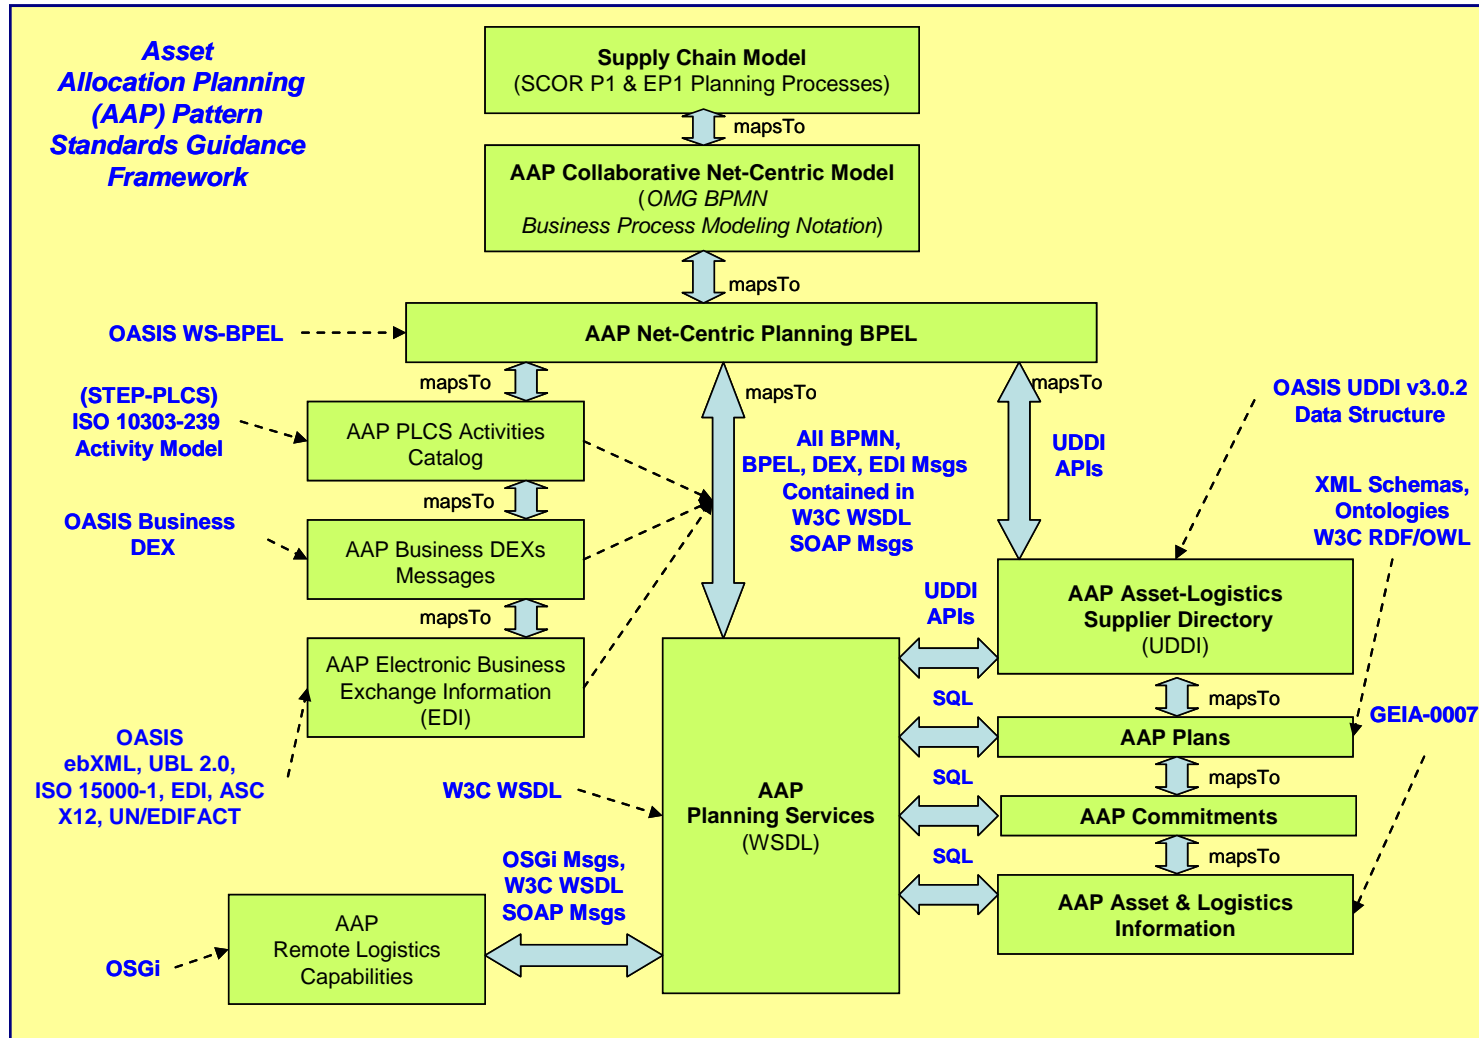 Asset
Allocation Planning
(AAP) Pattern
Standards Guidance
Framework
Supply Chain Model
(SCOR P1 & EP1 Planning Processes)
mapsTo
AAP Collaborative Net-Centric Model
(OMG BPMN
Business Process Modeling Notation)
mapsTo
OASIS WS-BPEL
AAP Net-Centric Planning BPEL
mapsTo
mapsTo
mapsTo
(STEP-PLCS)
ISO 10303-239
Activity Model
AAP PLCS Activities
Catalog
All BPMN,
BPEL, DEX, EDI Msgs
Contained in
W3C WSDL
SOAP Msgs
UDDI
APIs
OASIS UDDI v3.0.2
Data Structure
XML Schemas,
Ontologies
W3C RDF/OWL
mapsTo
OASIS Business
DEX
AAP Business DEXs
Messages
mapsTo
AAP Electronic Business
Exchange Information
(EDI)
OASIS
ebXML, UBL 2.0,
ISO 15000-1, EDI, ASC
X12, UN/EDIFACT
UDDI
APIs
AAP Asset-Logistics
Supplier Directory
(UDDI)
SQL
mapsTo
GEIA-0007
AAP Plans
W3C WSDL
AAP
Planning Services
(WSDL)
SQL
mapsTo
AAP Commitments
SQL
mapsTo
AAP Asset & Logistics
Information
OSGi Msgs,
W3C WSDL
SOAP Msgs
AAP
Remote Logistics
Capabilities
OSGi